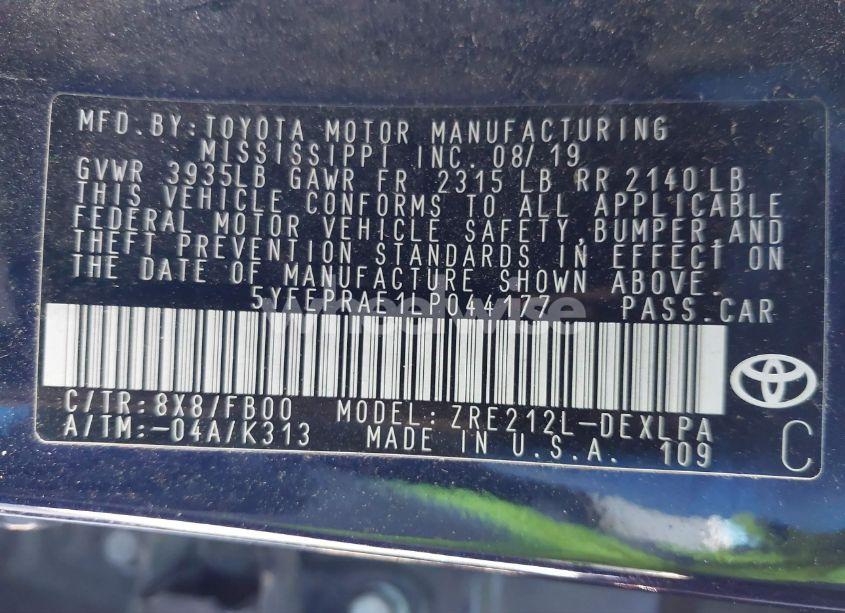 MFD.BY:TOYOTA MOTOR MANUFACTURING
MISSISSIPPI INC. 08/19
GVWR 3935LB GAWR FR 2315 LB RR 2140 LB
THIS VEHICLE CONFORMS TO ALL APPLICABLE
FEDERAL MOTOR VEHICLE SAFETY,BUMPER,AND
THEFT PREVENTION STANDARDS IN EFFECT ON
THE DATE OF MANUFACTURE SHOWN ABOVE.
5YFEPRAE1LP044177 PASS.CAR
wheelwise
C/TR:8X8/FB00 MODEL: ZRE212L-DEXLPA
A/TM:-04A/K313 MADE IN U.S.A. 109
C